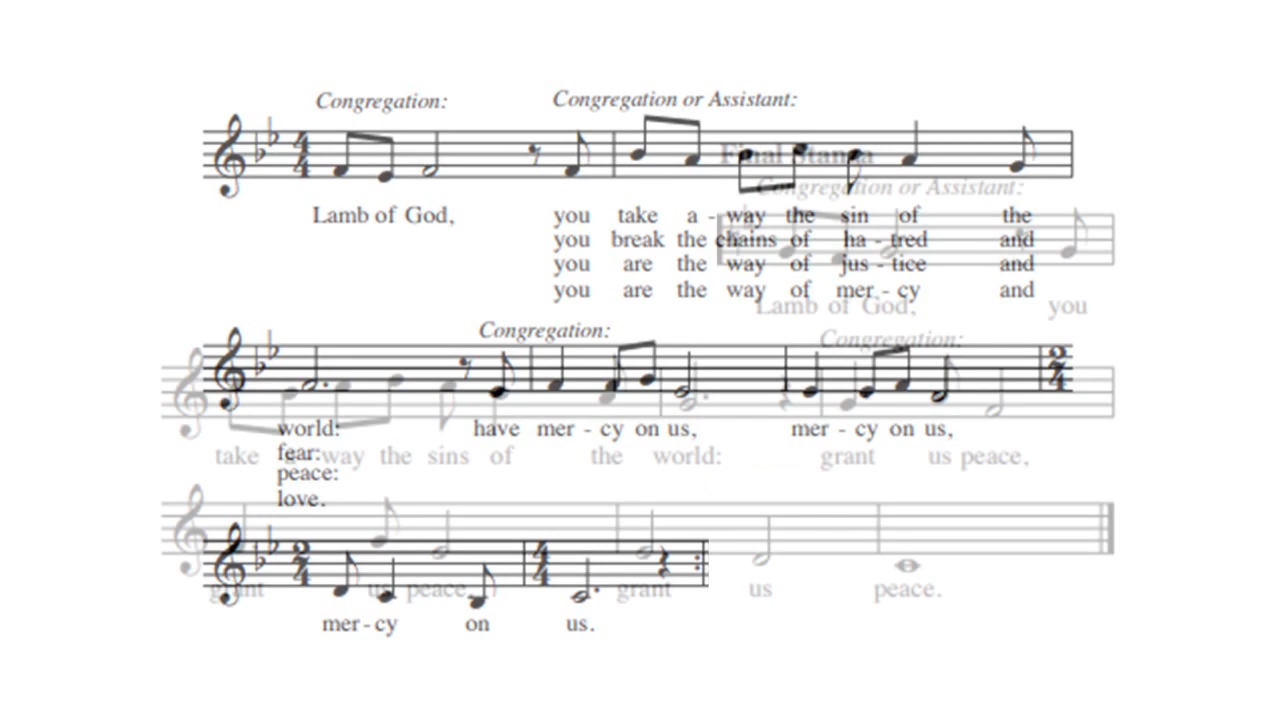 Congregation: Congregation or Assistant:
Final Stanza
Congregation or Assistant:
Lamb of God, you take a - way the sin of the
you break the chains of ha - tred and
you are the way of jus - tice and
you are the way of mer - cy and
Lamb of God, you
Congregation:
Congregation:
world: have mer - cy on us, mer - cy on us,
fear:
peace:
love.
take a - way the sins of the world: grant us peace,
grant us peace, grant us peace.
mer - cy on us.